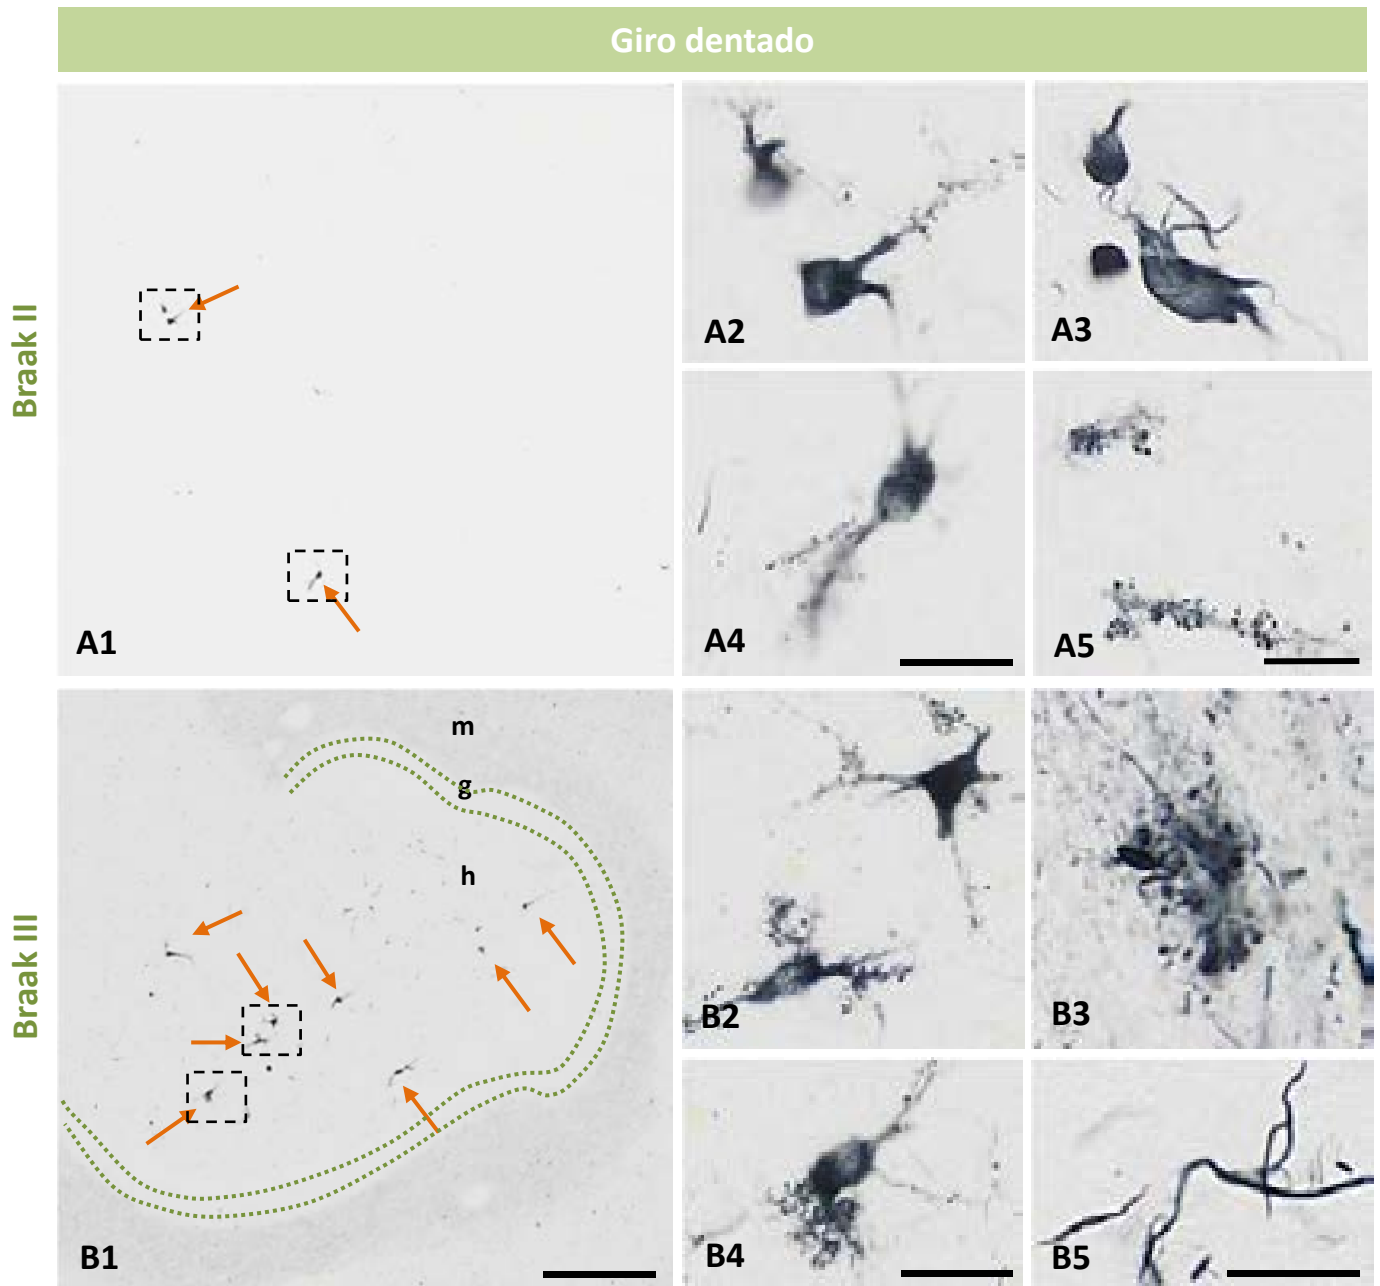 Giro dentado
Braak II
A1
A2
A3
A4
A5
Braak III
m
g
h
B1
B2
B3
B4
B5